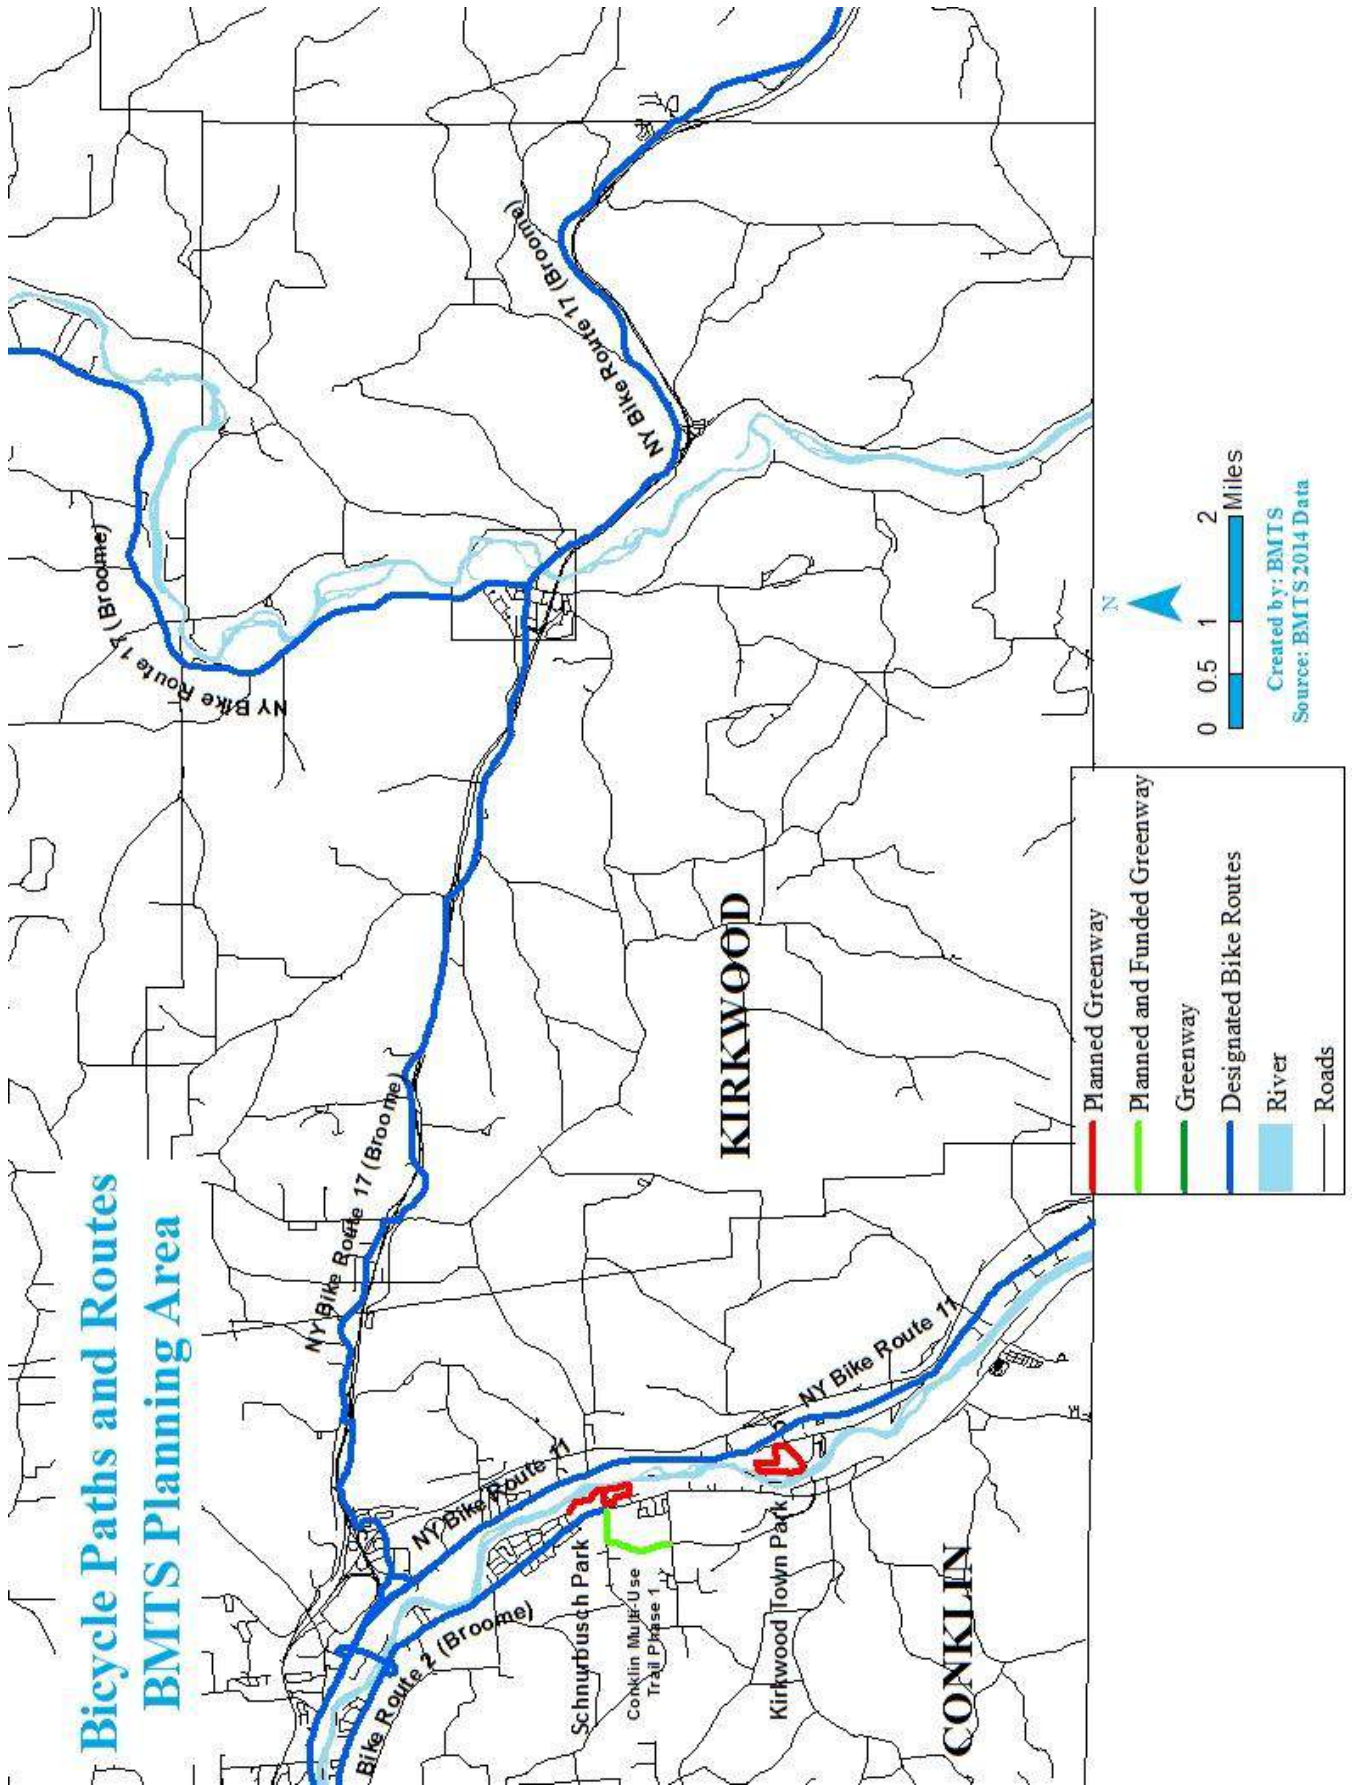 Bicycle Paths and Routes
BMTS Planning Area
NY Bike Route 17 (Broome)
NY Bike Route 17 (Broome)
NY Bike Route 17 (Broome)
NY Bike Route 11
NY Bike Route 11
Bike Route 2 (Broome)
Schnurbusch Park
Conklin Multi-Use
Trail Phase 1
Kirkwood Town Park
KIRKWOOD
CONKLIN
Planned Greenway
Planned and Funded Greenway
Greenway
Designated Bike Routes
River
Roads
N
0 0.5 1 2 Miles
Created by: BMTS
Source: BMTS 2014 Data